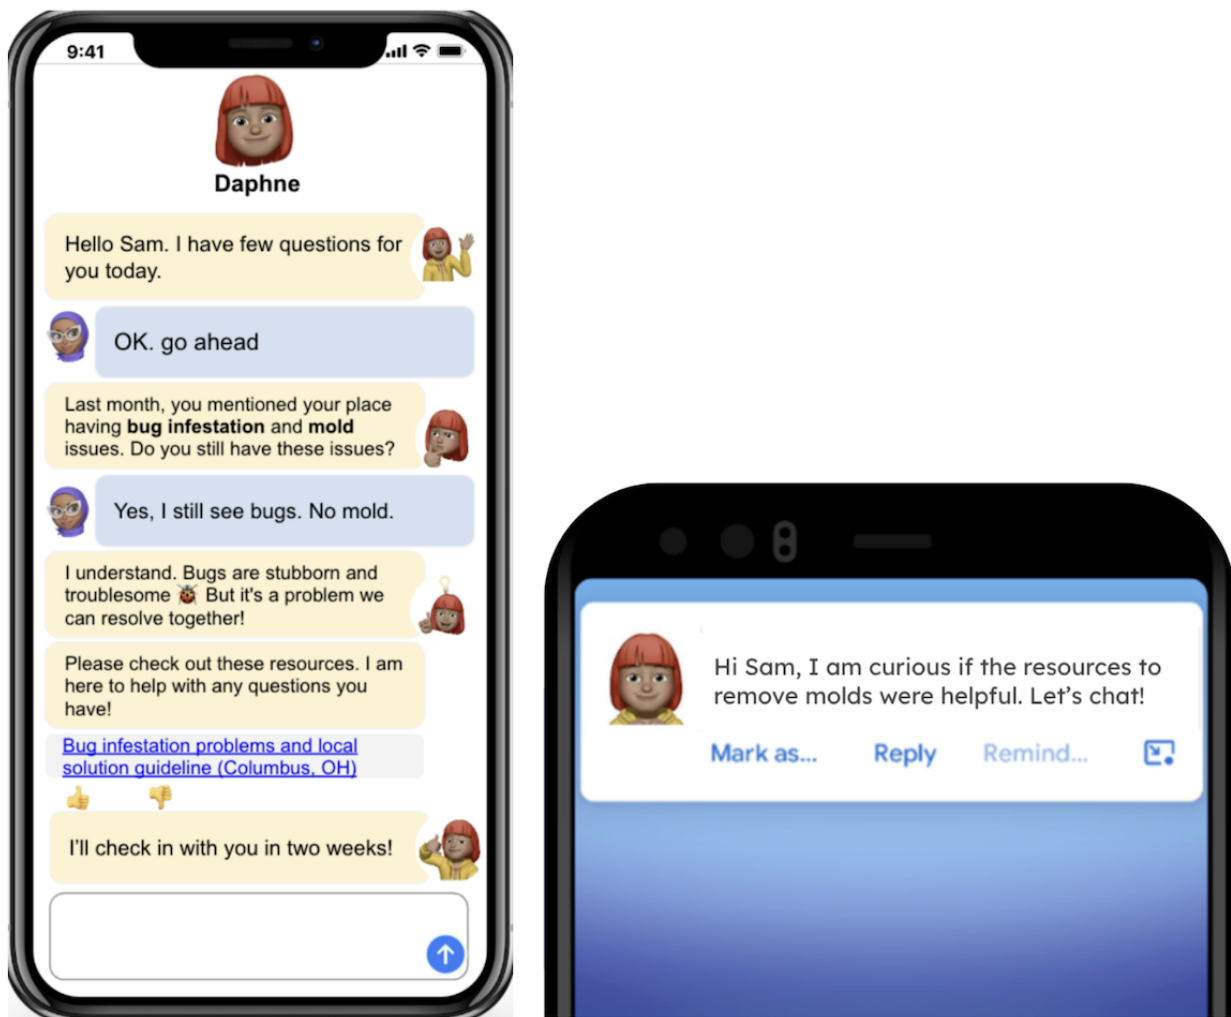 9:41
Daphne
Hello Sam. I have few questions for
you today.
OK. go ahead
Last month, you mentioned your place
having bug infestation and mold
issues. Do you still have these issues?
Yes, I still see bugs. No mold.
I understand. Bugs are stubborn and
troublesome 🐞 But it's a problem we
can resolve together!
Please check out these resources. I am
here to help with any questions you
have!
Bug infestation problems and local
solution guideline (Columbus, OH)
I'll check in with you in two weeks!
Hi Sam, I am curious if the resources to
remove molds were helpful. Let’s chat!
Mark as... Reply Remind...